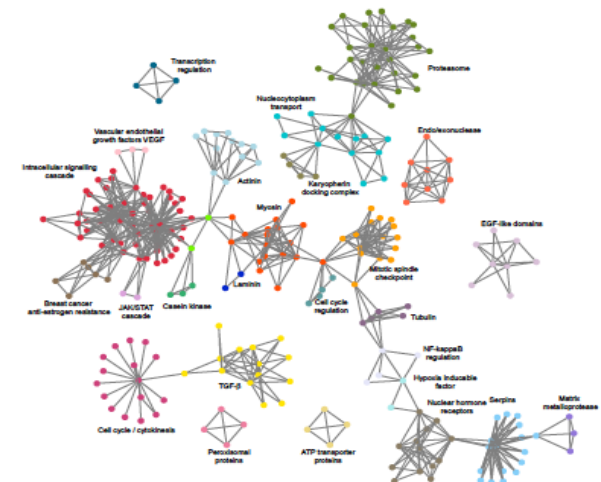 Transcription
regulation
Proteasome
Nucleocytoplasm
transport
Vascular endothelial
growth factors VEGF
Endo/exonuclease
Intracellular signalling
cascade
Actinin
Karyopherin
docking complex
Myosin
EGF-like domains
Mitotic spindle
checkpoint
Laminin
Breast cancer
anti-estrogen resistance
JAK/STAT
cascade
Casein kinase
Cell cycle
regulation
Tubulin
NF-kappaB
regulation
TGF-β
Hypoxia inducable
factor
Nuclear hormone
receptors
Serpins
Matrix
metalloprotease
Cell cycle / cytokinesis
Peroxisomal
proteins
ATP transporter
proteins